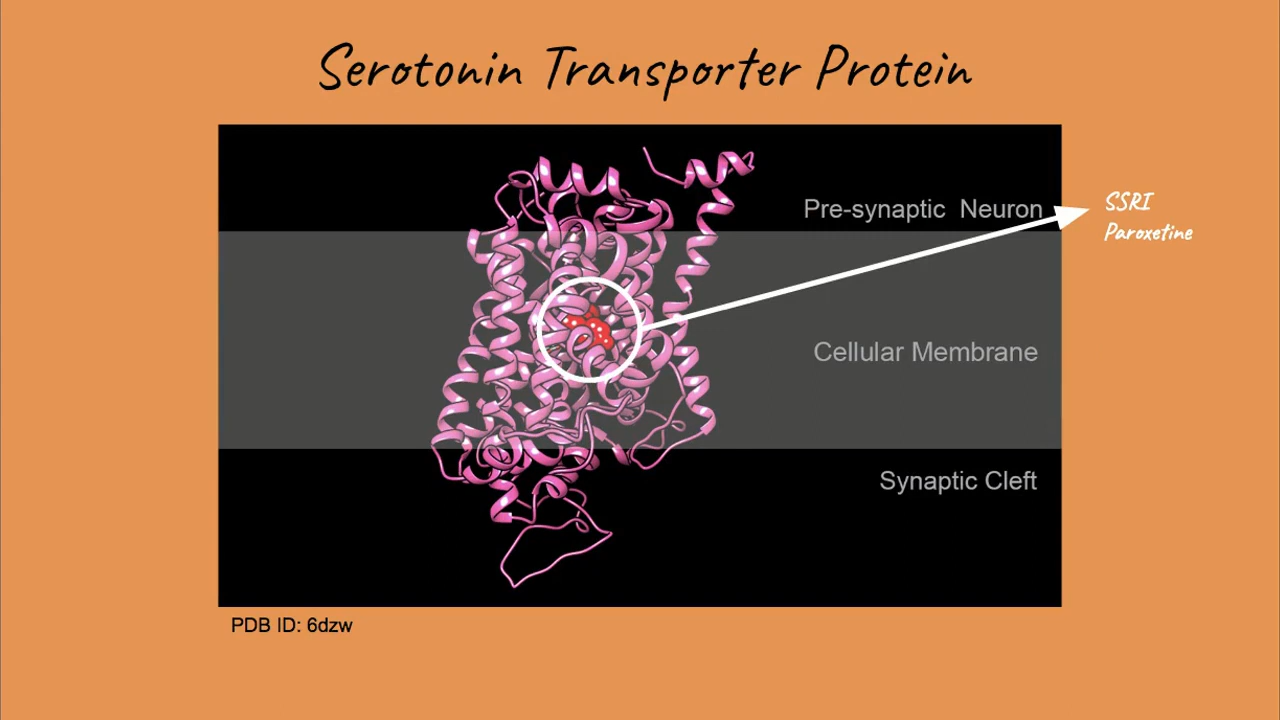 Serotonin Transporter Protein
Pre-synaptic Neuron
SSRI
Paroxetine
Cellular Membrane
Synaptic Cleft
PDB ID: 6dzw